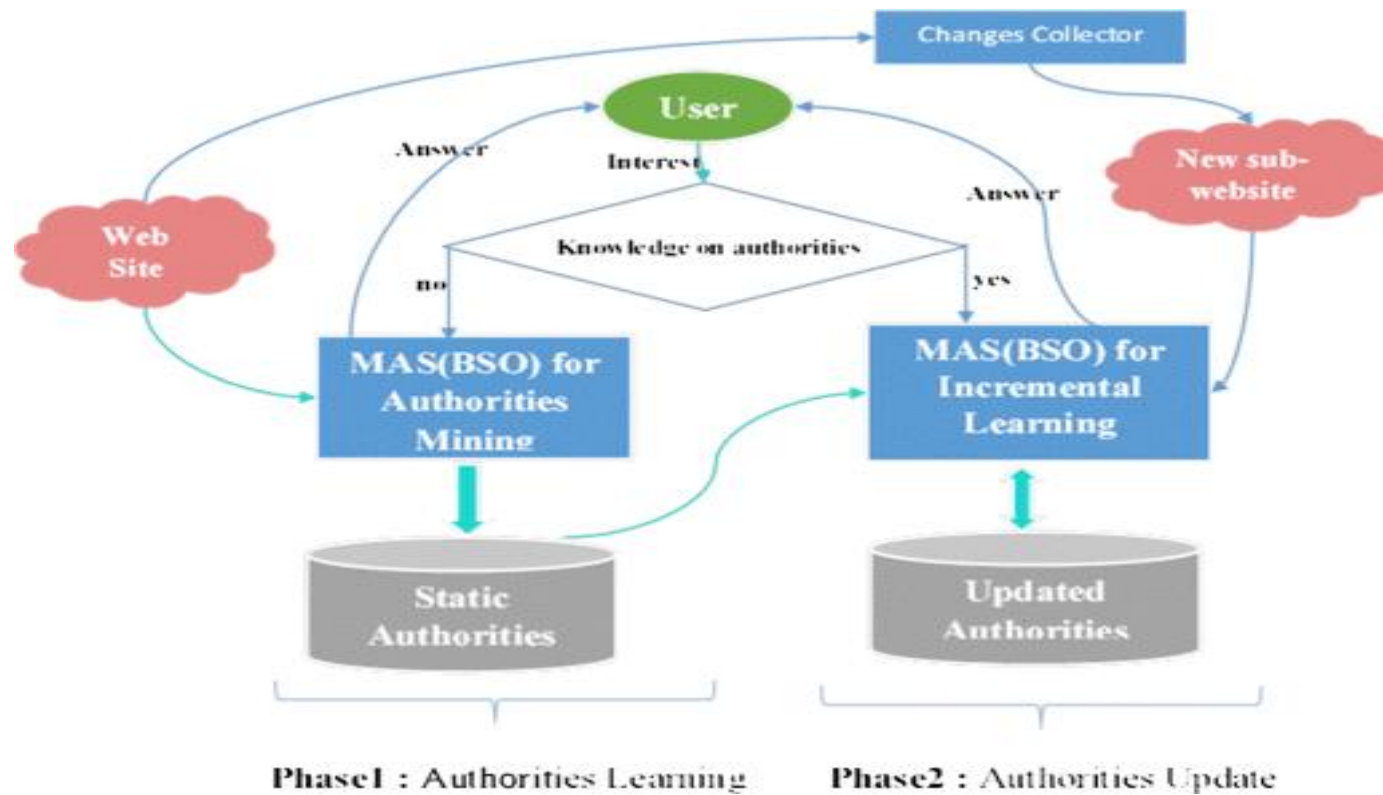 Changes Collector
User
Answer
Interest
New sub-
website
Answer
Web
Site
Knowledge on authorities
no
yes
MAS(BSO) for
Authorities
Mining
MAS(BSO) for
Incremental
Learning
Static
Authorities
Updated
Authorities
Phase1 : Authorities Learning
Phase2 : Authorities Update